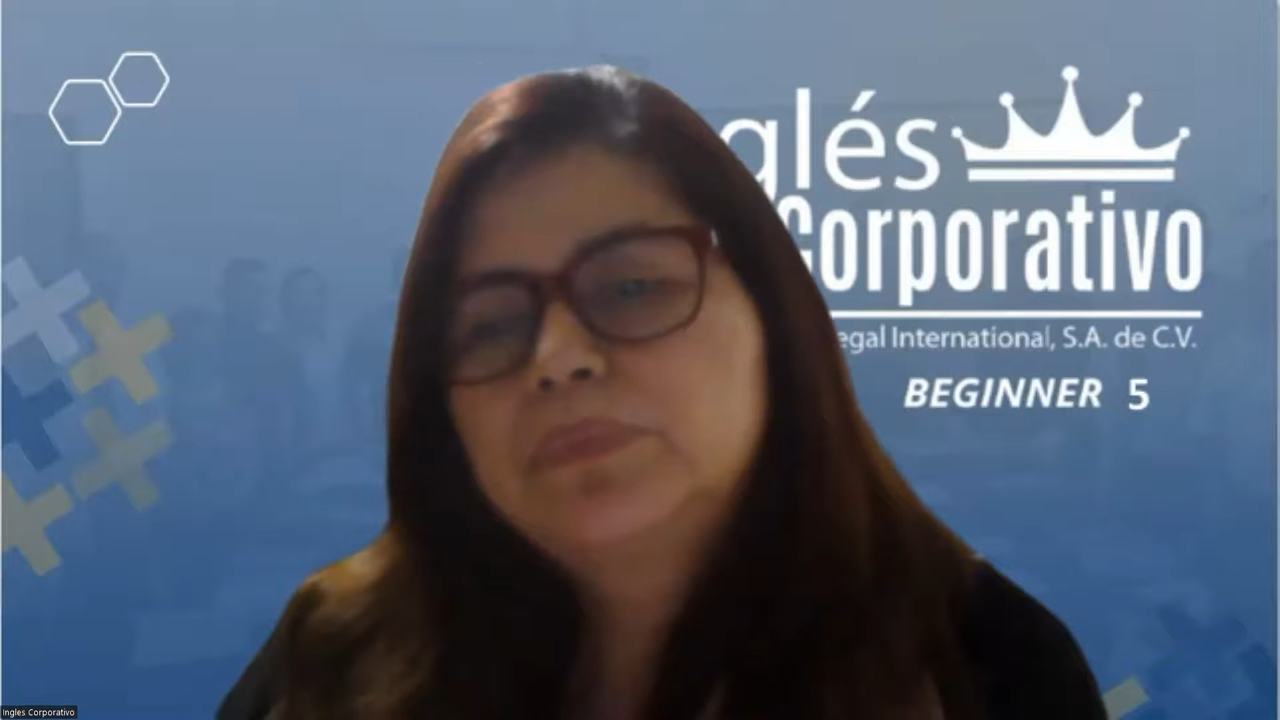 glés
Corporativo
egal International, S.A. de C.V.
BEGINNER 5
Ingles Corporativo